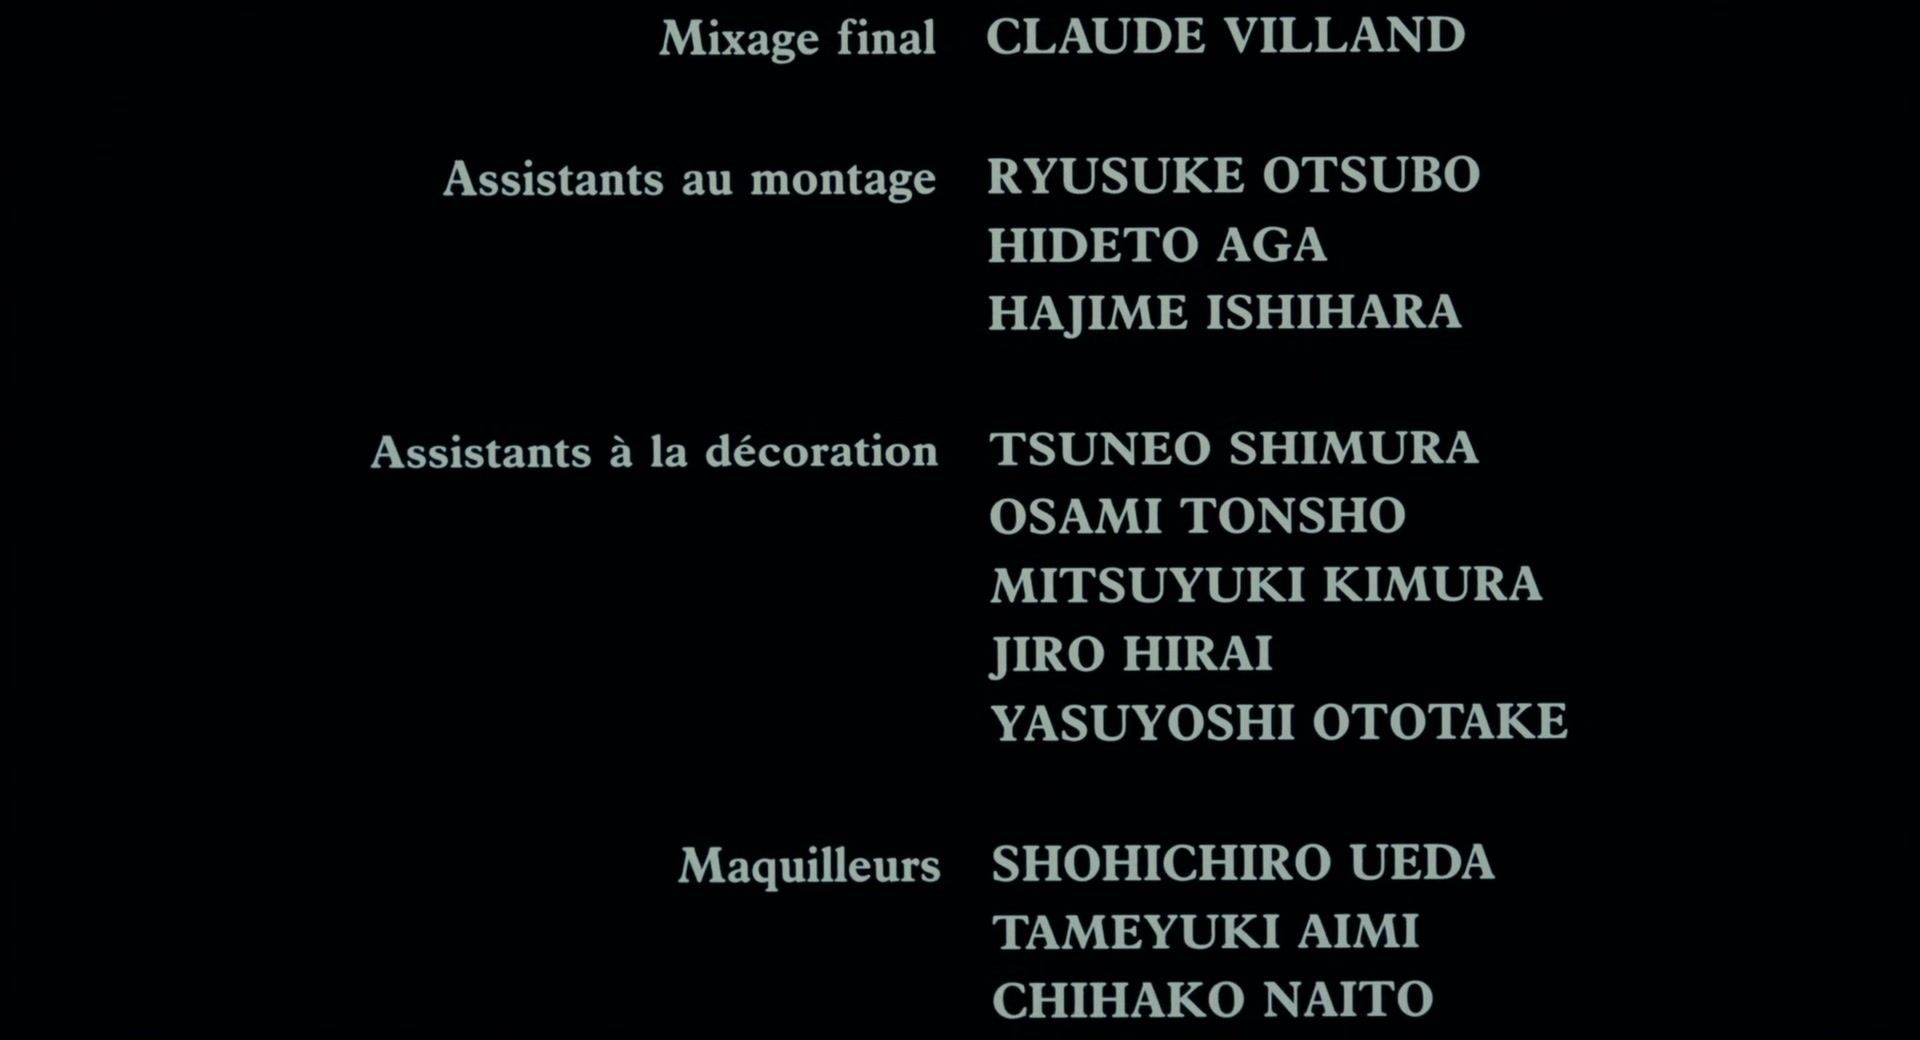 Mixage final CLAUDE VILLAND
Assistants au montage RYUSUKE OTSUBO
HIDETO AGA
HAJIME ISHIHARA
Assistants à la décoration TSUNEO SHIMURA
OSAMI TONSHO
MITSUYUKI KIMURA
JIRO HIRAI
YASUYOSHI OTOTAKE
Maquilleurs SHOHICHIRO UEDA
TAMEYUKI AIMI
CHIHAKO NAITO